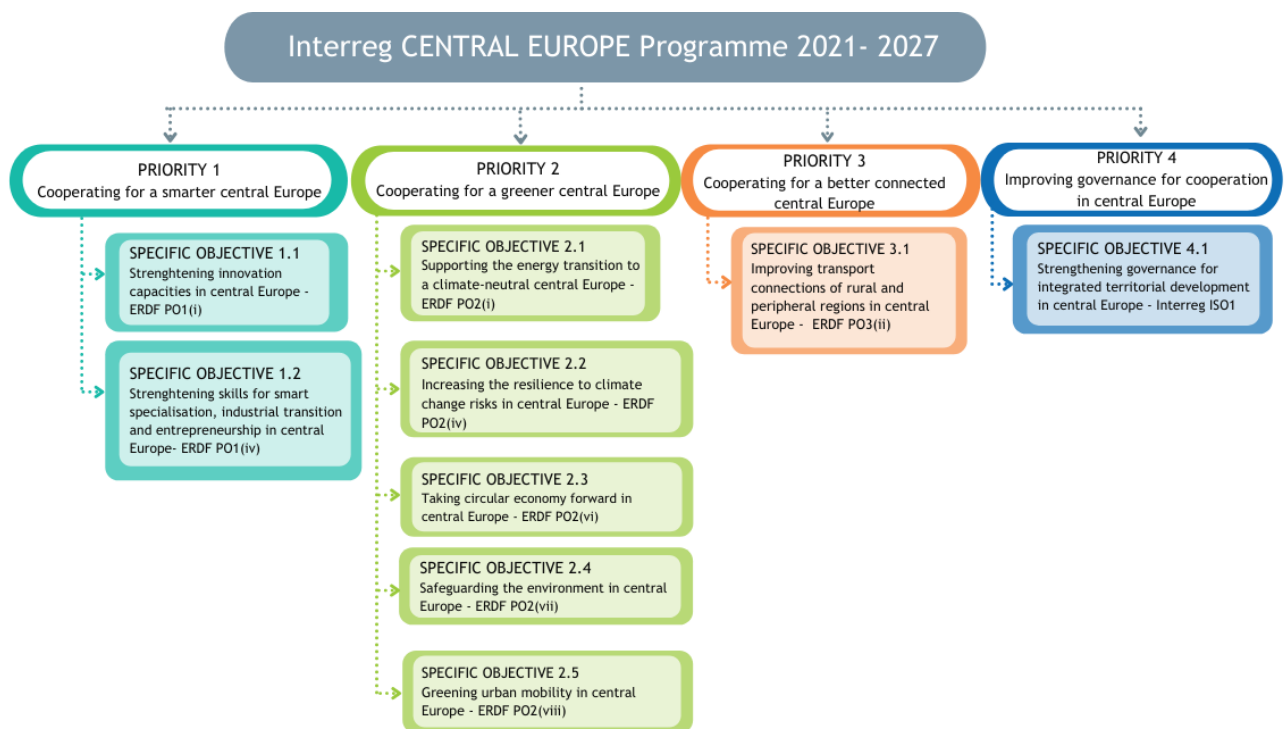 Interreg CENTRAL EUROPE Programme 2021- 2027
PRIORITY 1
Cooperating for a smarter central Europe
SPECIFIC OBJECTIVE 1.1
Strenghtening innovation
capacities in central Europe -
ERDF PO1(i)
SPECIFIC OBJECTIVE 1.2
Strenghtening skills for smart
specialisation, industrial transition
and entrepreneurship in central
Europe- ERDF PO1(iv)
PRIORITY 2
Cooperating for a greener central Europe
SPECIFIC OBJECTIVE 2.1
Supporting the energy transition to
a climate-neutral central Europe -
ERDF PO2(i)
SPECIFIC OBJECTIVE 2.2
Increasing the resilience to climate
change risks in central Europe - ERDF
PO2(iv)
SPECIFIC OBJECTIVE 2.3
Taking circular economy forward in
central Europe - ERDF PO2(vi)
SPECIFIC OBJECTIVE 2.4
Safeguarding the environment in central
Europe - ERDF PO2(vii)
SPECIFIC OBJECTIVE 2.5
Greening urban mobility in central
Europe - ERDF PO2(viii)
PRIORITY 3
Cooperating for a better connected
central Europe
SPECIFIC OBJECTIVE 3.1
Improving transport
connections of rural and
peripheral regions in central
Europe - ERDF PO3(ii)
PRIORITY 4
Improving governance for cooperation
in central Europe
SPECIFIC OBJECTIVE 4.1
Strengthening governance for
integrated territorial development
in central Europe - Interreg ISO1